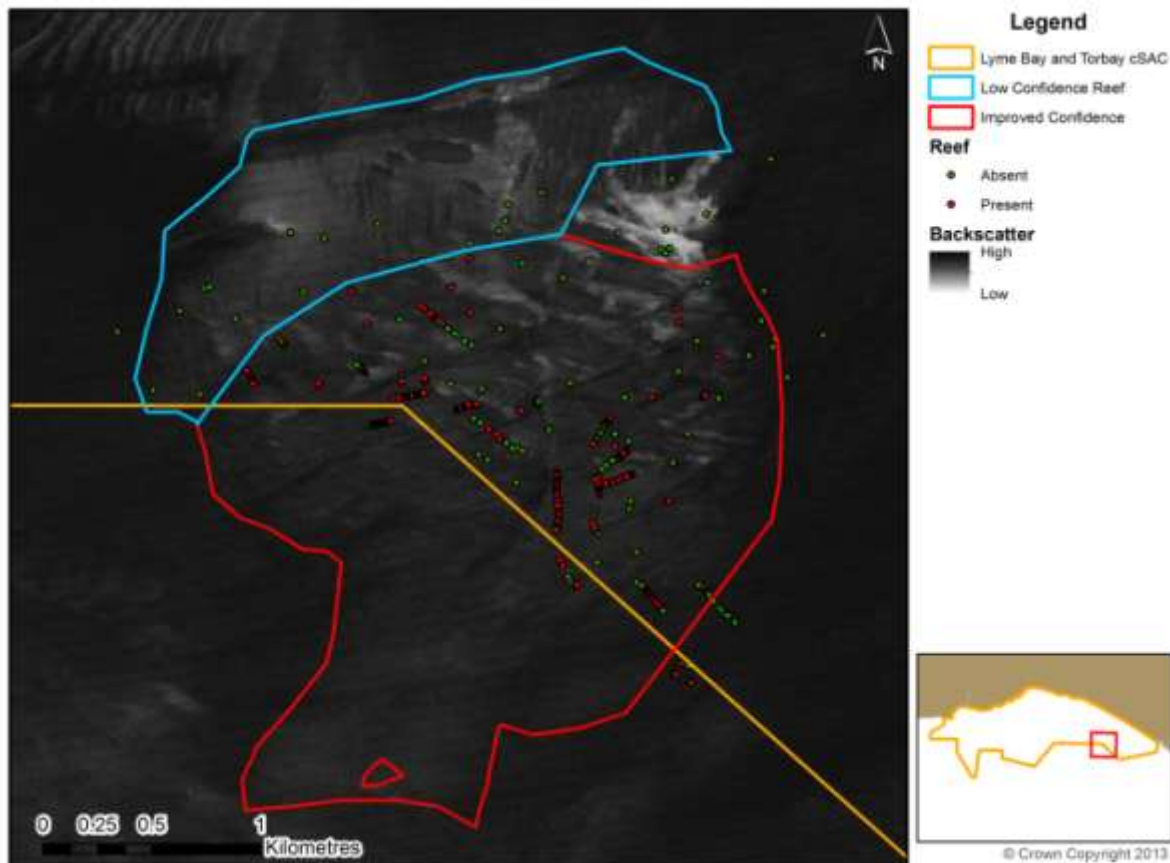 N
0 0.25 0.5 1
Kilometres
Legend
Lyme Bay and Torbay cSAC
Low Confidence Reef
Improved Confidence
Reef
Absent
Present
Backscatter
High
Low
© Crown Copyright 2013